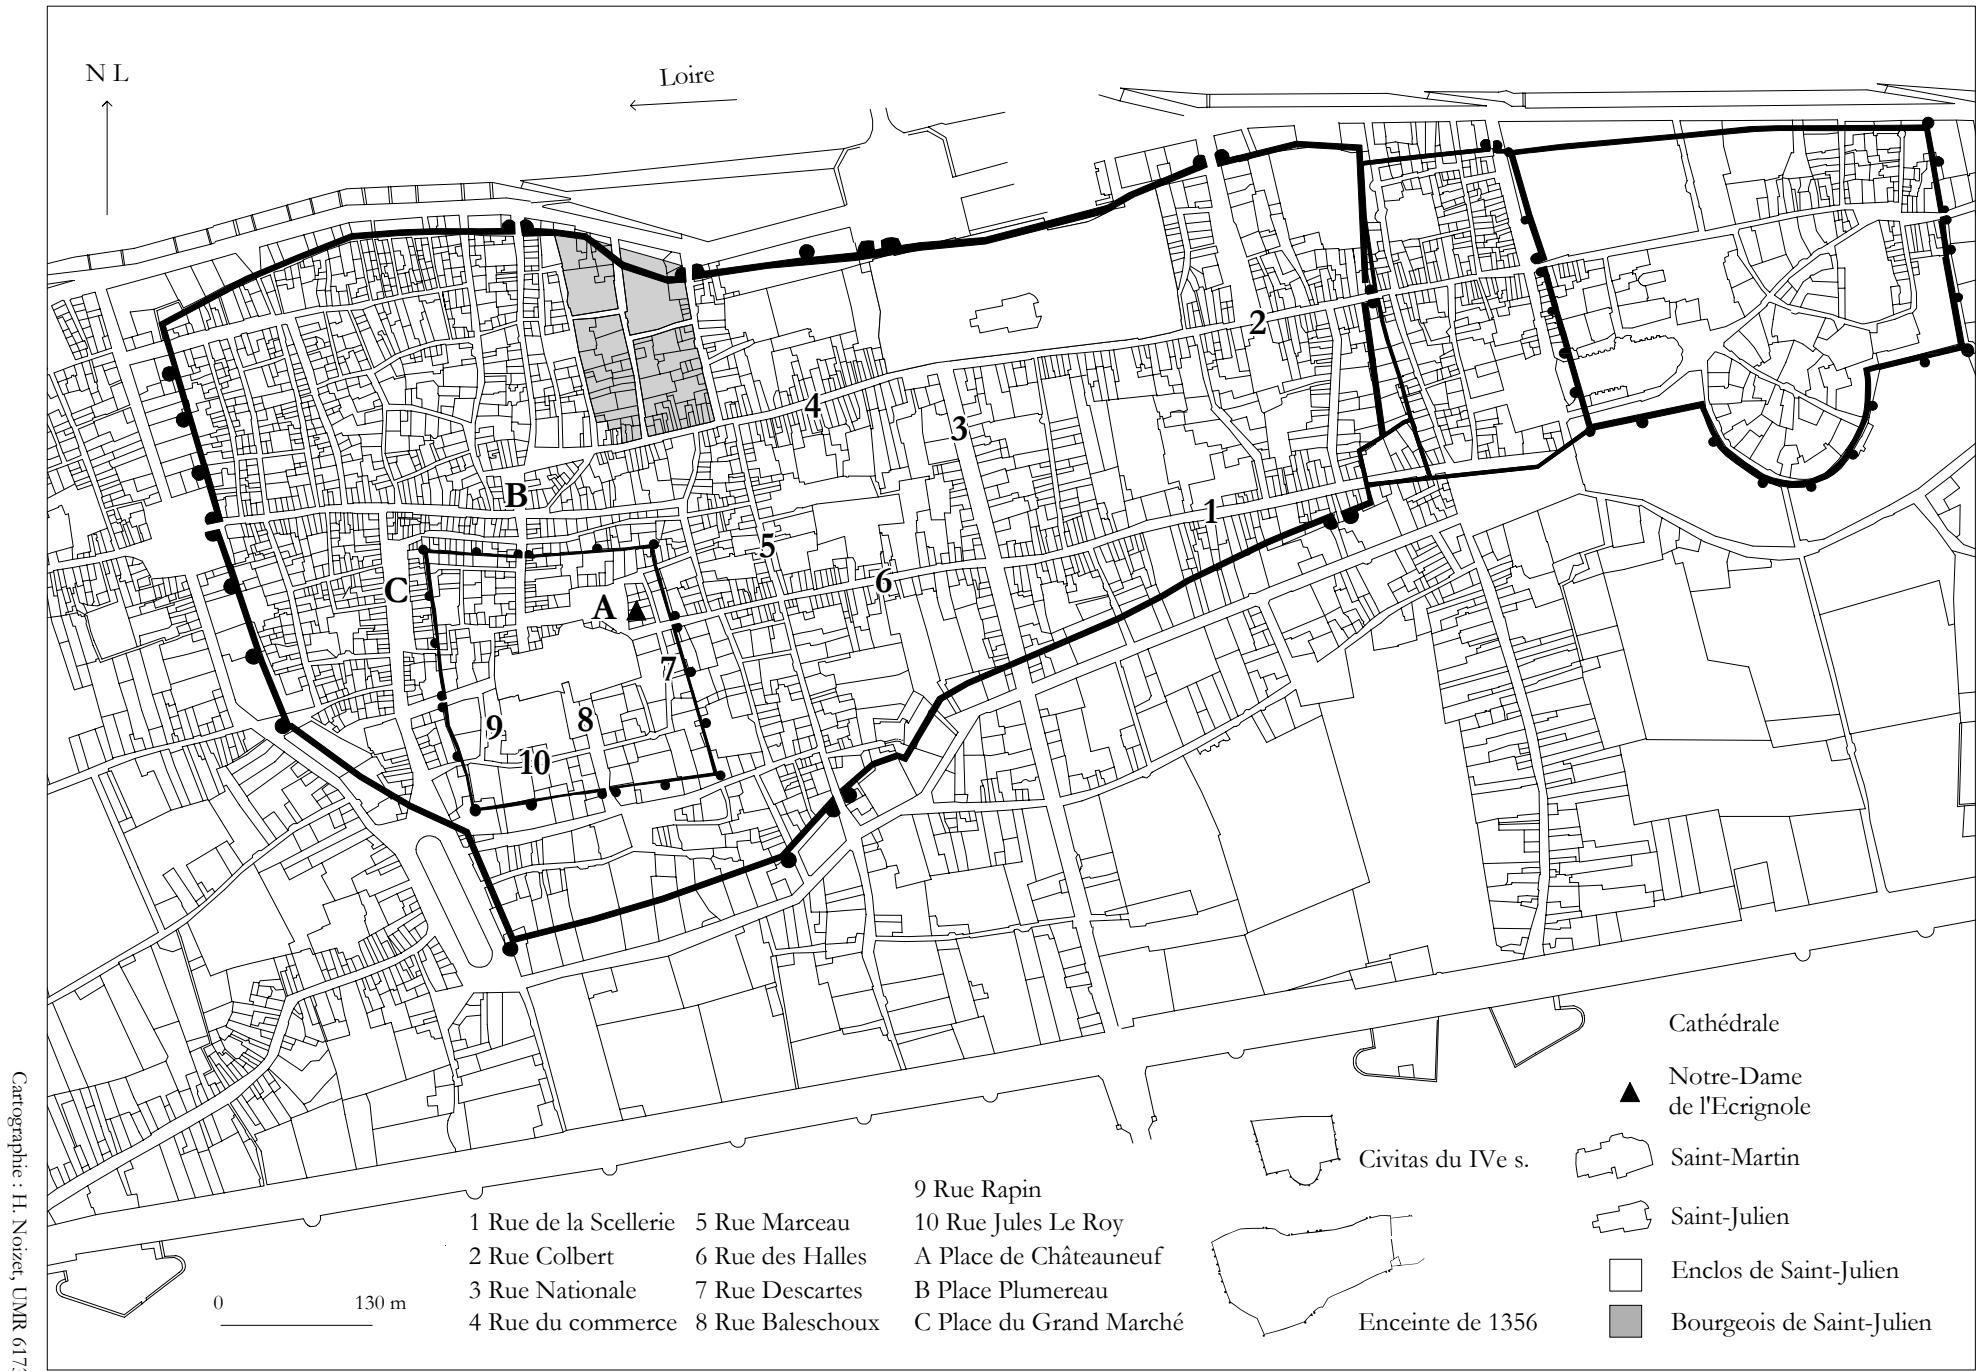 N L
Loire
2
4
3
B
1
5
6
C
A
7
9
8
10
Cathédrale
Notre-Dame
de l'Ecrignole
Civitas du IVe s.
Saint-Martin
Saint-Julien
Enclos de Saint-Julien
Enceinte de 1356
Bourgeois de Saint-Julien
0 130 m
1 Rue de la Scellerie
2 Rue Colbert
3 Rue Nationale
4 Rue du commerce
5 Rue Marceau
6 Rue des Halles
7 Rue Descartes
8 Rue Baleschoux
9 Rue Rapin
10 Rue Jules Le Roy
A Place de Châteauneuf
B Place Plumereau
C Place du Grand Marché
Cartographie : H. Noizet, UMR 6173